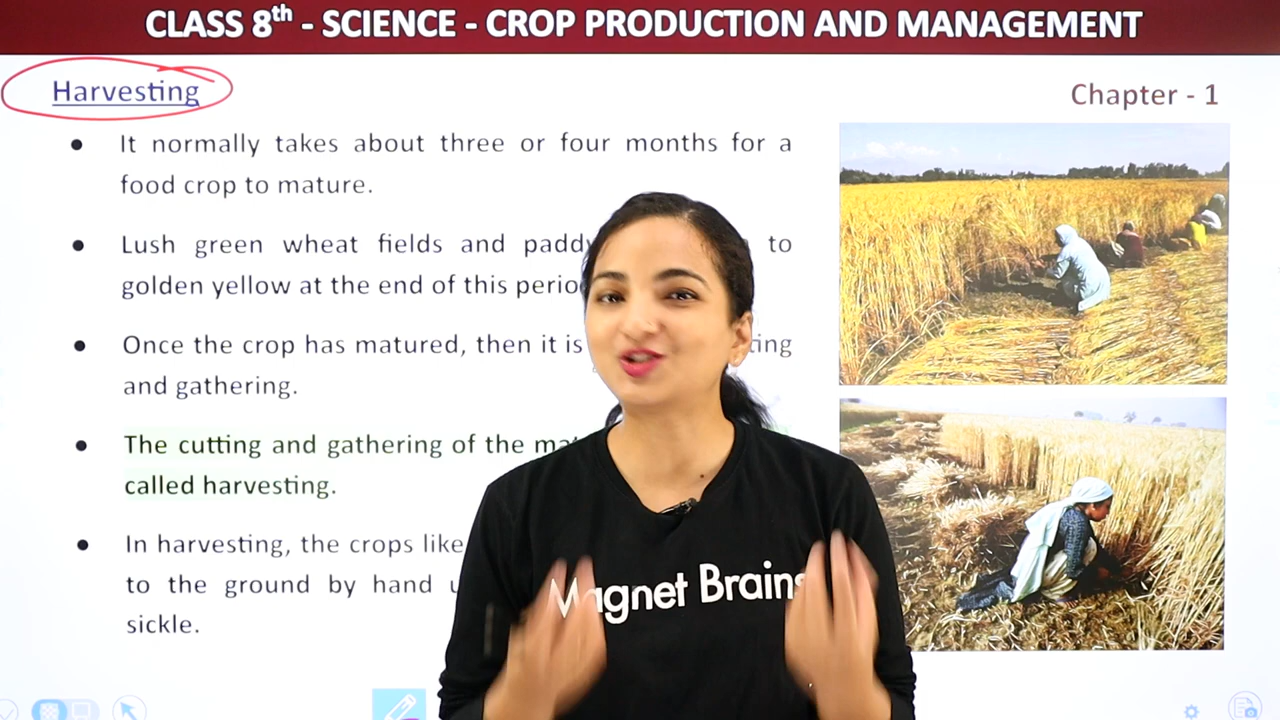 CLASS 8th - SCIENCE - CROP PRODUCTION AND MANAGEMENT
Harvesting
Chapter - 1
• It normally takes about three or four months for a
food crop to mature.
• Lush green wheat fields and to
golden yellow at the end of this
• Once the crop has matured, then it is
and gathering.
• The cutting and gathering of the
called harvesting.
• In harvesting, the crops like
to the ground by hand
sickle.
Magnet Brains